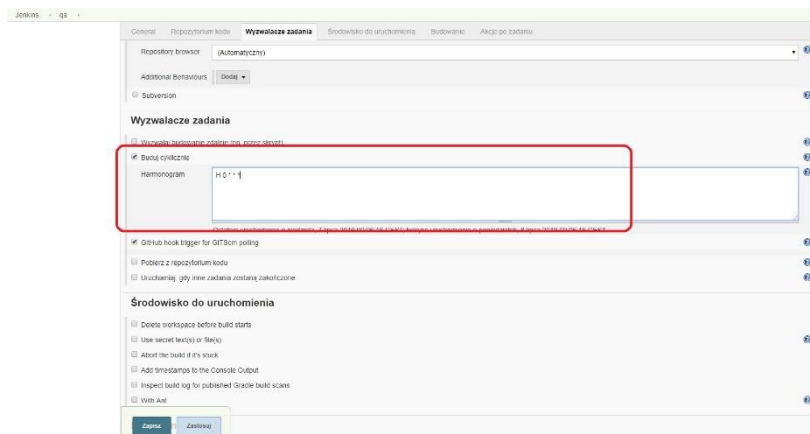 Jenkins › qa ›
General Repozytorium kodu Wyzwalacze zadania Środowisko do uruchomienia Budowanie Akcje po zadaniu
Repository browser (Automatyczny)
Additional Behaviours Dodaj
Subversion
Wyzwalacze zadania
Wyzwalaj budowanie zdalnie (np. przez skrypt)
Buduj cyklicznie
Harmonogram H 0 * * *
GitHub hook trigger for GITScm polling
Pobierz z repozytorium kodu
Uruchamiaj, gdy inne zadania zostaną zakończone
Środowisko do uruchomienia
Delete workspace before build starts
Use secret text(s) or file(s)
Abort the build if it's stuck
Add timestamps to the Console Output
Inspect build log for published Gradle build scans
With Ant
Zapisz Zastosuj